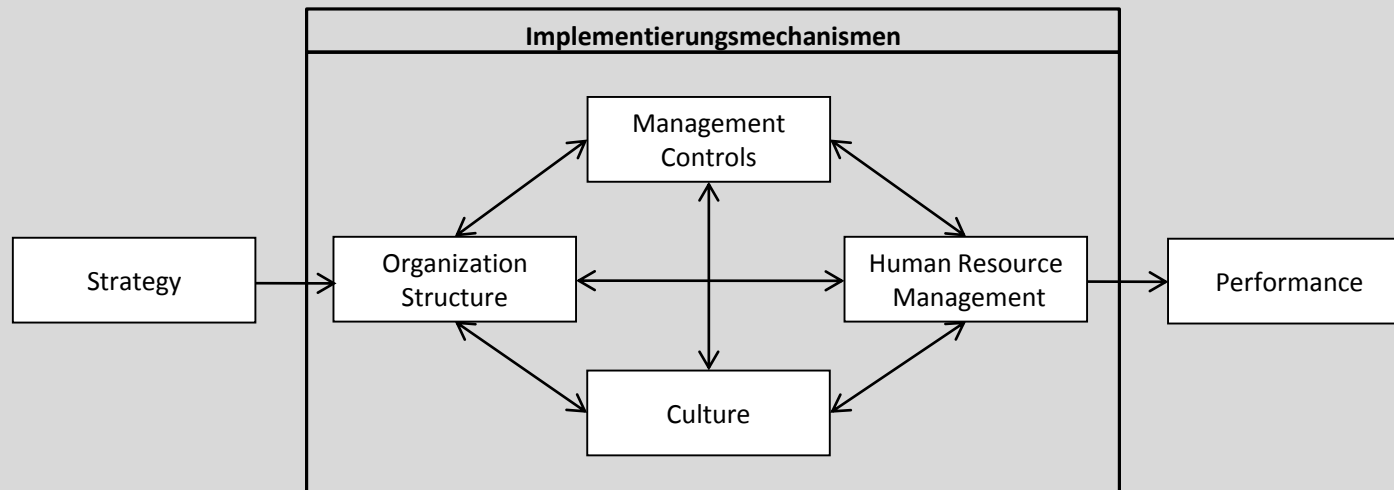 Implementierungsmechanismen
Management
Controls
Strategy
Organization
Structure
Human Resource
Management
Performance
Culture